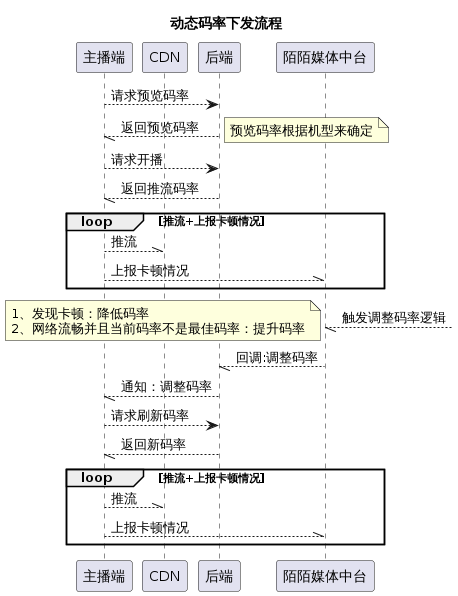 动态码率下发流程
主播端 CDN 后端 陌陌媒体中台
请求预览码率
返回预览码率
预览码率根据机型来确定
请求开播
返回推流码率
loop [推流+上报卡顿情况]
推流
上报卡顿情况
1、发现卡顿：降低码率
2、网络流畅并且当前码率不是最佳码率：提升码率
触发调整码率逻辑
回调:调整码率
通知：调整码率
请求刷新码率
返回新码率
loop [推流+上报卡顿情况]
推流
上报卡顿情况
主播端 CDN 后端 陌陌媒体中台